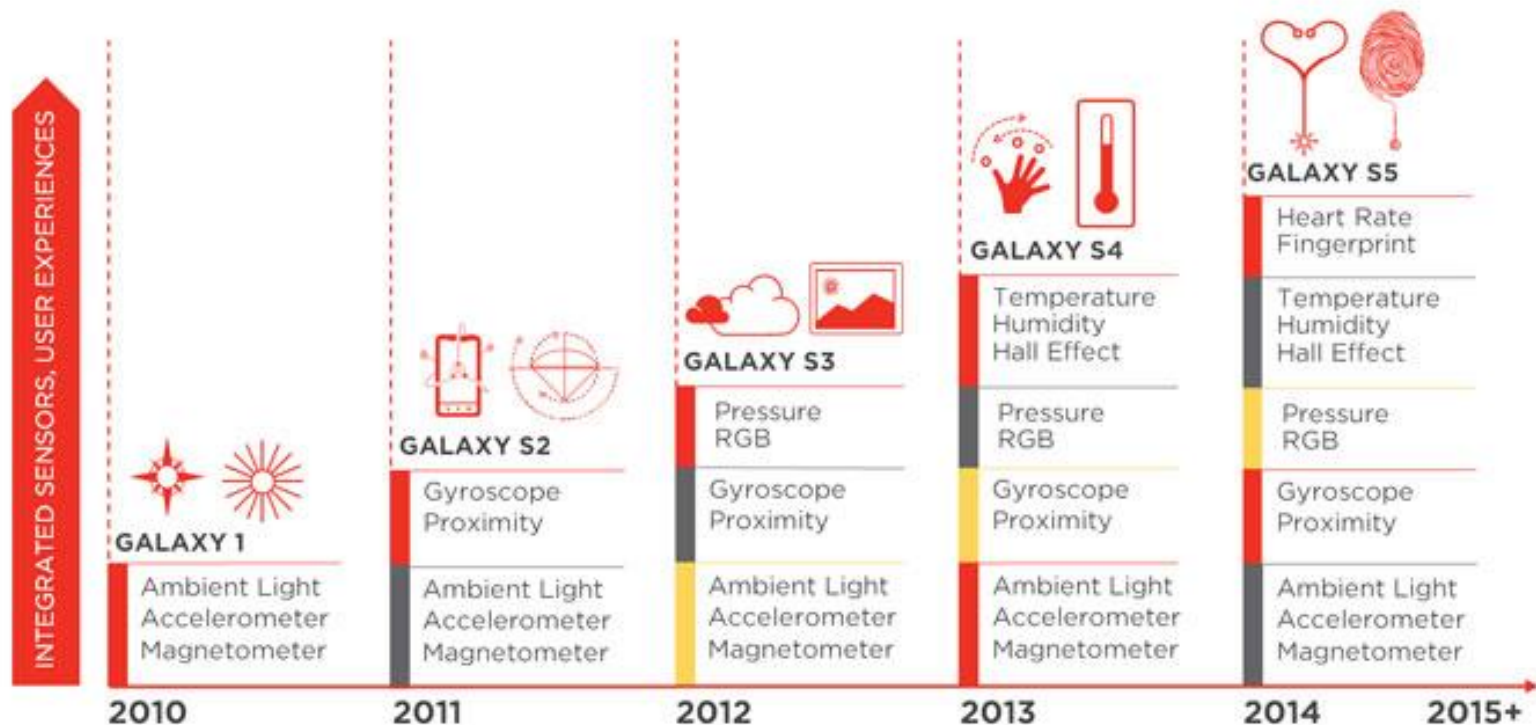 INTEGRATED SENSORS, USER EXPERIENCES
GALAXY 1
Ambient Light
Accelerometer
Magnetometer
GALAXY S2
Gyroscope
Proximity
Ambient Light
Accelerometer
Magnetometer
GALAXY S3
Pressure
RGB
Gyroscope
Proximity
Ambient Light
Accelerometer
Magnetometer
GALAXY S4
Temperature
Humidity
Hall Effect
Pressure
RGB
Gyroscope
Proximity
Ambient Light
Accelerometer
Magnetometer
GALAXY S5
Heart Rate
Fingerprint
Temperature
Humidity
Hall Effect
Pressure
RGB
Gyroscope
Proximity
Ambient Light
Accelerometer
Magnetometer
2010 2011 2012 2013 2014 2015+